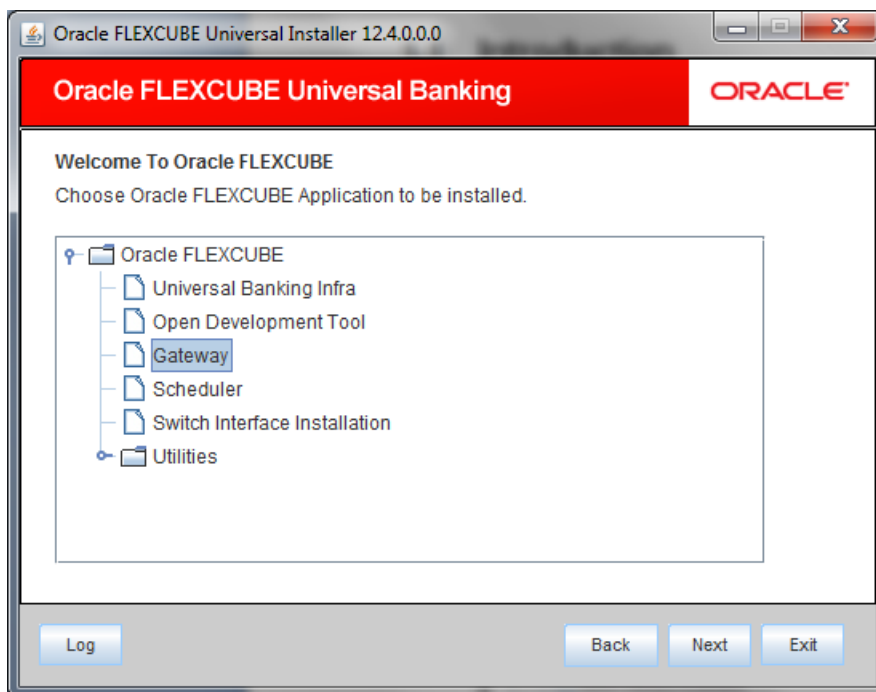 Oracle FLEXCUBE Universal Installer 12.4.0.0.0
Introduction
Oracle FLEXCUBE Universal Banking
ORACLE
Welcome To Oracle FLEXCUBE
Choose Oracle FLEXCUBE Application to be installed.
Oracle FLEXCUBE
Universal Banking Infra
Open Development Tool
Gateway
Scheduler
Switch Interface Installation
Utilities
Log
Back
Next
Exit